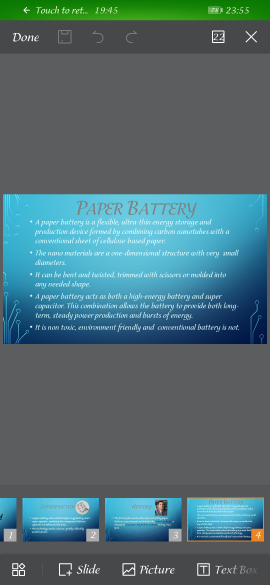 Touch to ret... 19:45 23:55
Done 22
PAPER BATTERY
• A paper battery is a flexible, ultra-thin energy storage and
production device formed by combining carbon nanotubes with a
conventional sheet of cellulose based paper.
• The nano materials are a one-dimensional structure with very small
diameters.
• It can be bent and twisted, trimmed with scissors or molded into
any needed shape.
• A paper battery acts as both a high-energy battery and super
capacitor. This combination allows the battery to provide both long-
term, steady power production and bursts of energy.
• It is non toxic, environment friendly and conventional battery is not.
1 2 3 4
Slide Picture Text Box